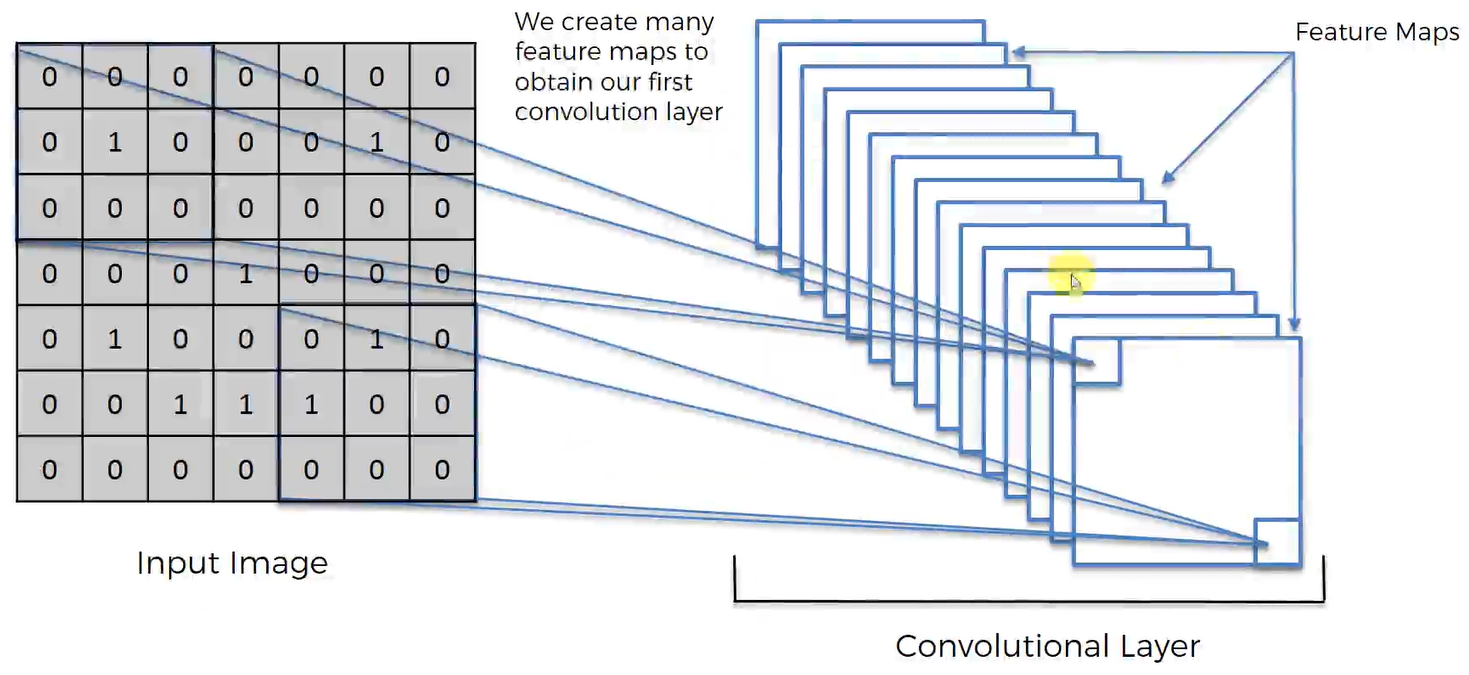 We create many
feature maps to
obtain our first
convolution layer
Feature Maps
0 0 0 0 0 0 0
0 1 0 0 0 1 0
0 0 0 0 0 0 0
0 0 0 1 0 0 0
0 1 0 0 0 1 0
0 0 1 1 1 0 0
0 0 0 0 0 0 0
Input Image
Convolutional Layer